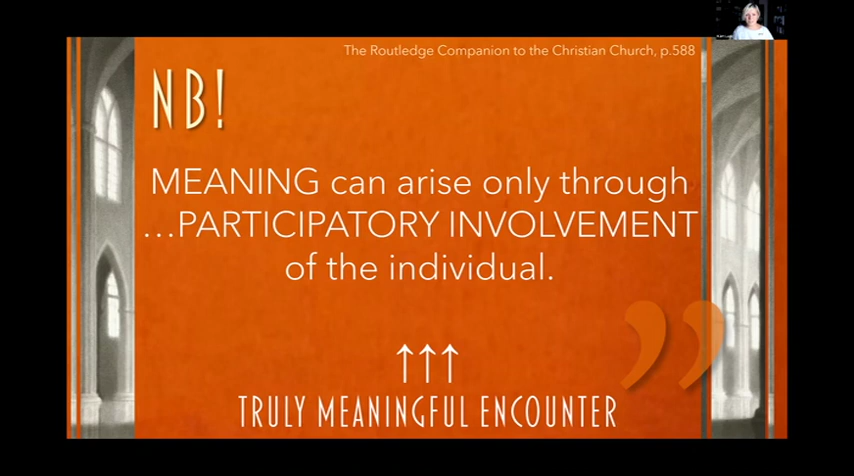 The Routledge Companion to the Christian Church, p.588
NB!
MEANING can arise only through
...PARTICIPATORY INVOLVEMENT
of the individual.
↑↑↑
”
TRULY MEANINGFUL ENCOUNTER